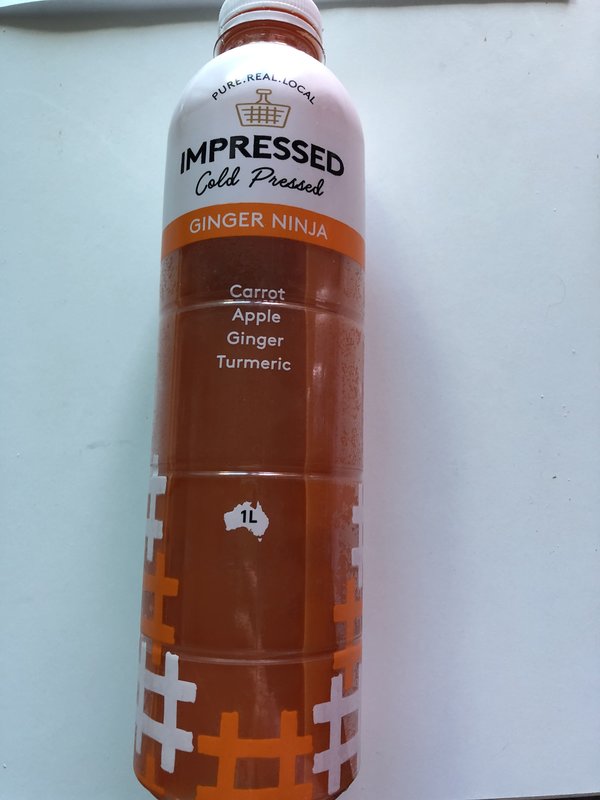 PURE.REAL.LOCAL
IMPRESSED
Cold Pressed
GINGER NINJA
Carrot
Apple
Ginger
Turmeric
1L